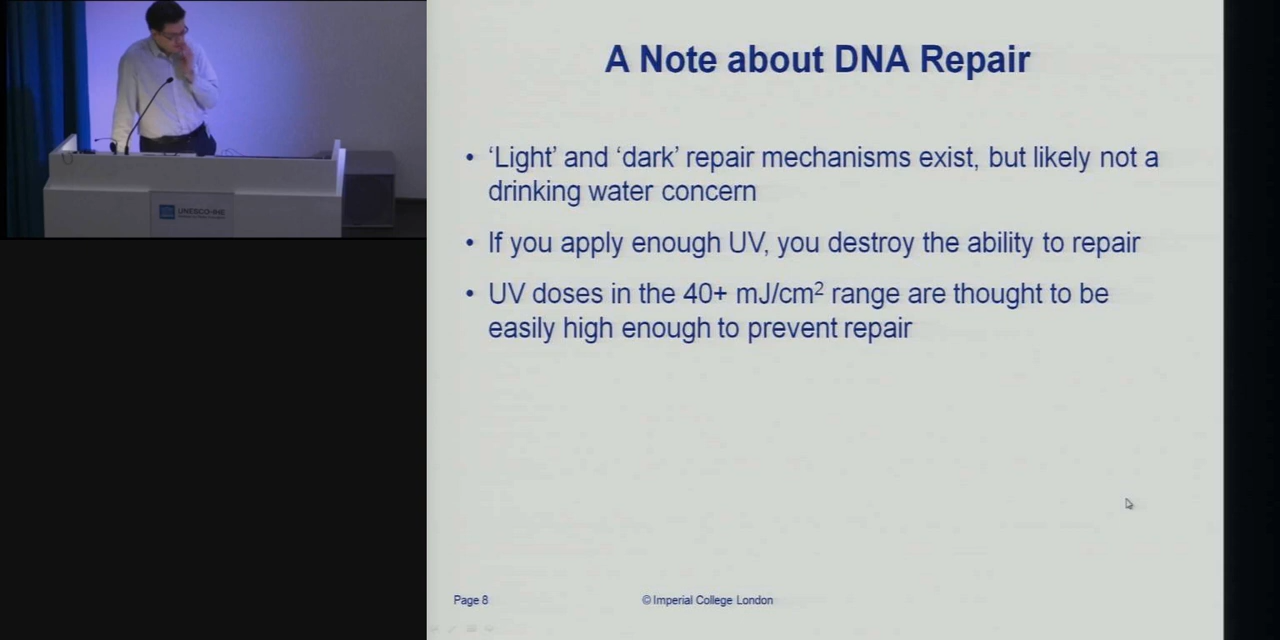 A Note about DNA Repair
• ‘Light’ and ‘dark’ repair mechanisms exist, but likely not a
drinking water concern
• If you apply enough UV, you destroy the ability to repair
• UV doses in the 40+ mJ/cm² range are thought to be
easily high enough to prevent repair
Page 8
© Imperial College London
UNESCO-IHE